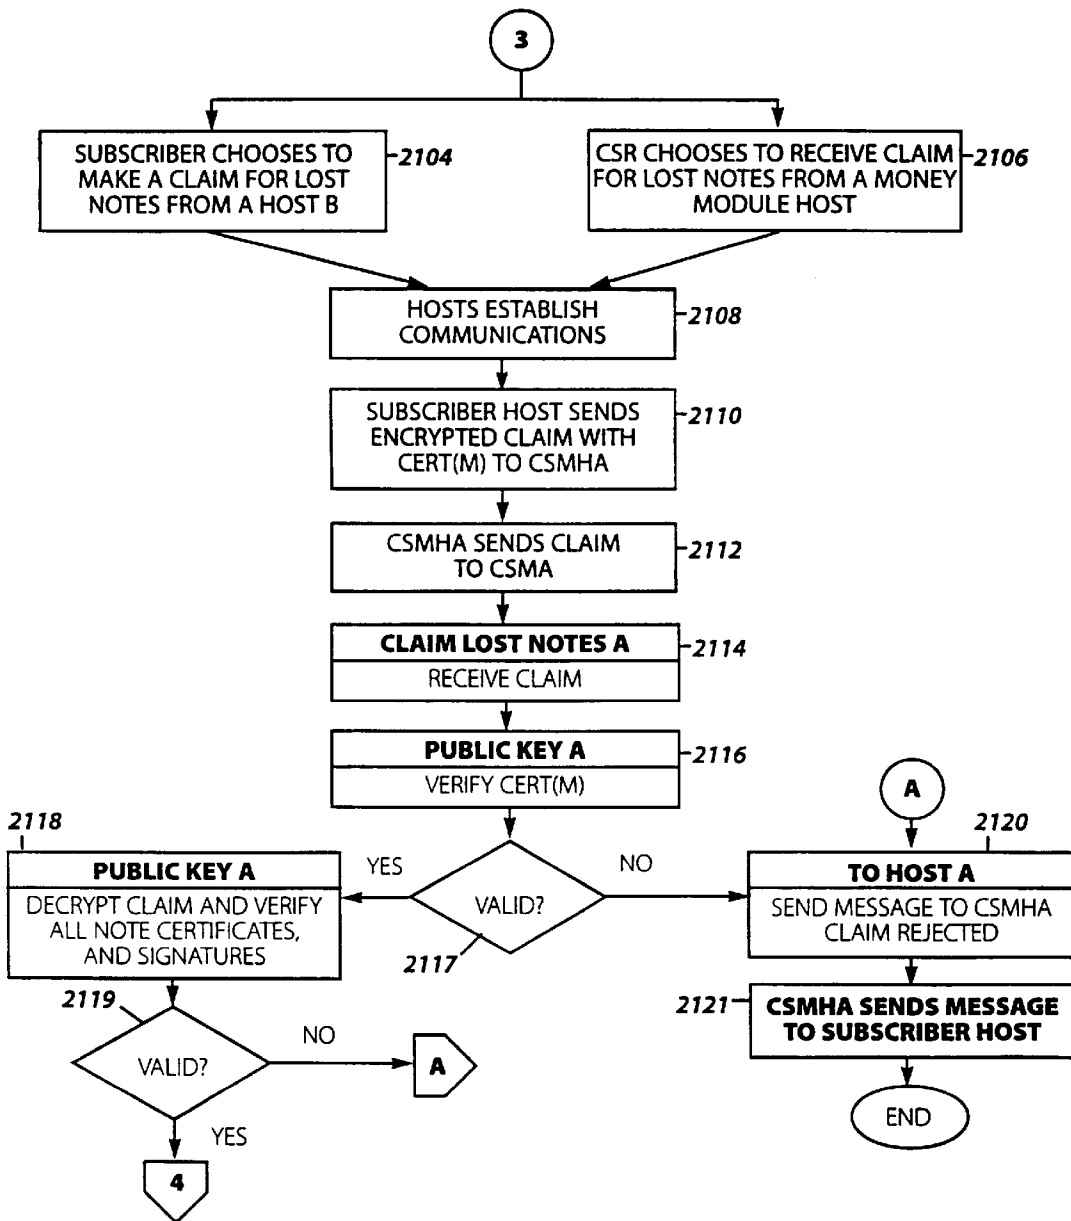 3
SUBSCRIBER CHOOSES TO
MAKE A CLAIM FOR LOST
NOTES FROM A HOST B
2104
CSR CHOOSES TO RECEIVE CLAIM
FOR LOST NOTES FROM A MONEY
MODULE HOST
2106
HOSTS ESTABLISH
COMMUNICATIONS
2108
SUBSCRIBER HOST SENDS
ENCRYPTED CLAIM WITH
CERT(M) TO CSMHA
2110
CSMHA SENDS CLAIM
TO CSMA
2112
CLAIM LOST NOTES A
RECEIVE CLAIM
2114
PUBLIC KEY A
VERIFY CERT(M)
2116
VALID?
2117
YES
NO
2118
PUBLIC KEY A
DECRYPT CLAIM AND VERIFY
ALL NOTE CERTIFICATES,
AND SIGNATURES
A
2120
TO HOST A
SEND MESSAGE TO CSMHA
CLAIM REJECTED
2121
CSMHA SENDS MESSAGE
TO SUBSCRIBER HOST
END
2119
VALID?
NO
A
YES
4